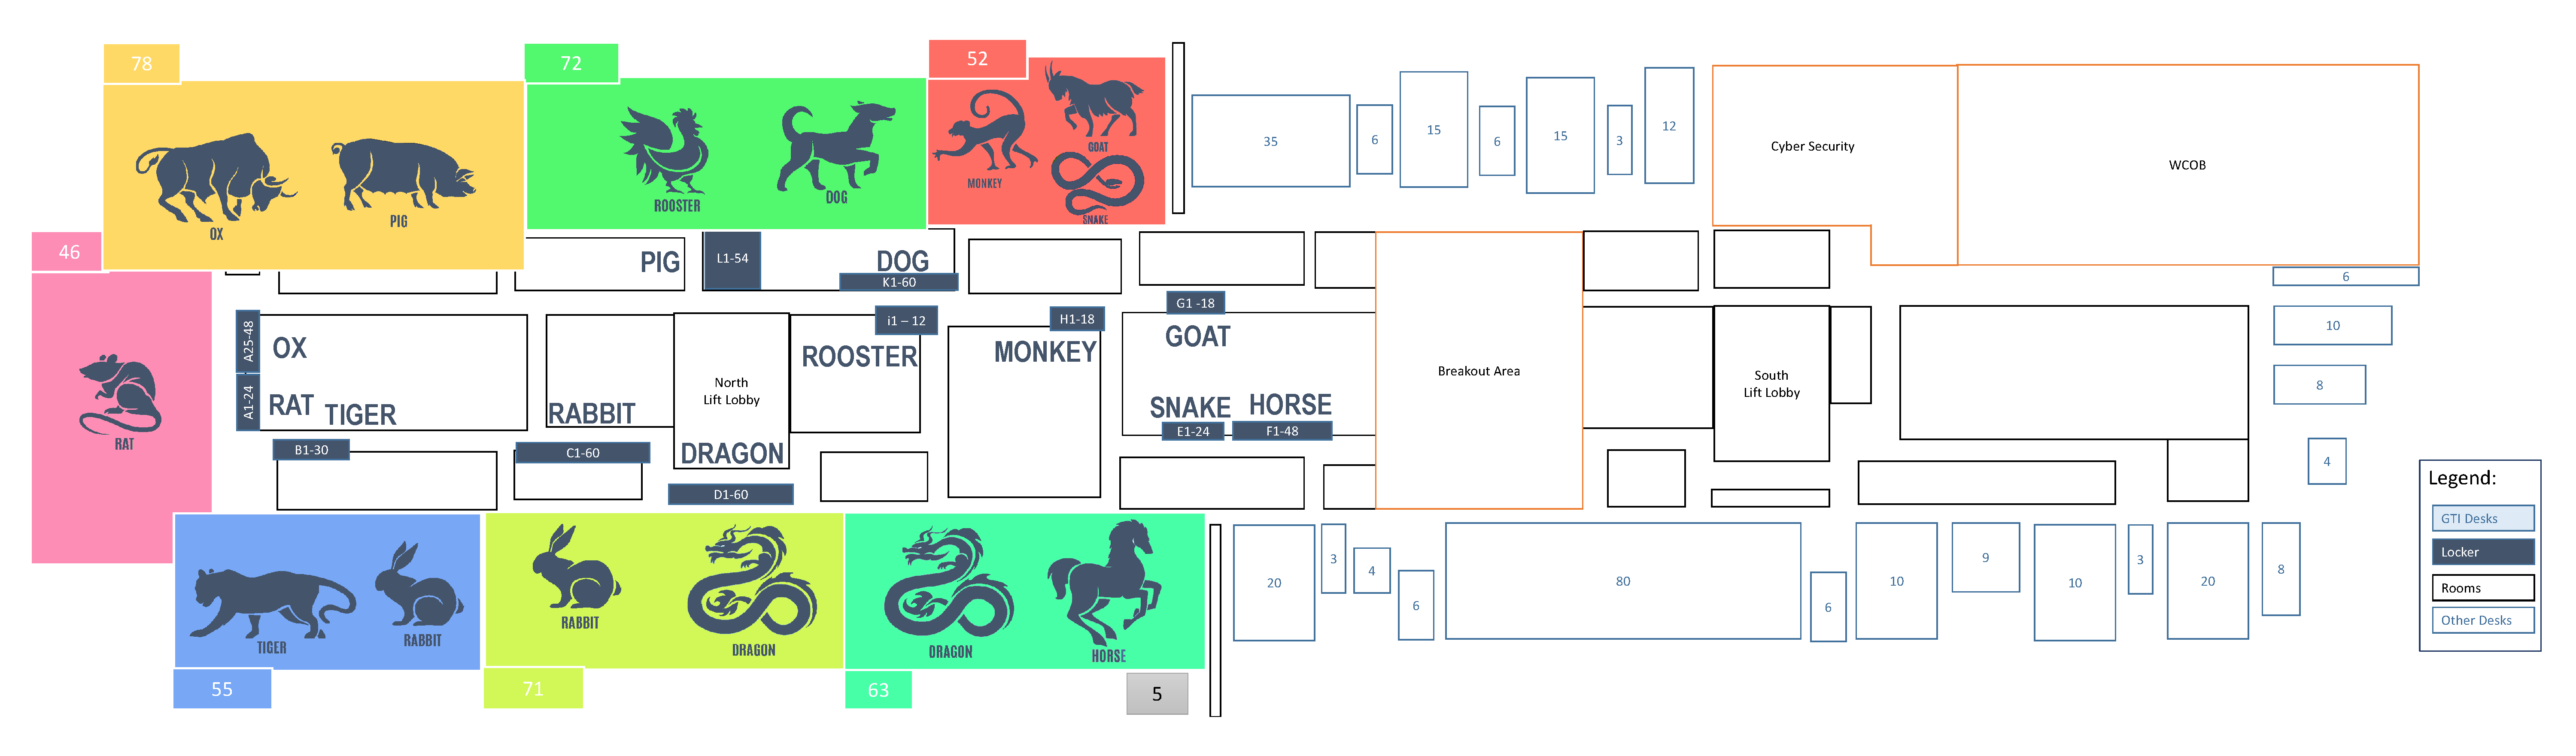 78
72
52
OX
PIG
ROOSTER
DOG
MONKEY
GOAT
SNAKE
35
6
15
6
15
3
12
Cyber Security
WCOB
46
RAT
PIG
L1-54
DOG
K1-60
6
A25-48
OX
i1 – 12
ROOSTER
H1-18
MONKEY
G1 -18
GOAT
10
A1-24
RAT
TIGER
RABBIT
North
Lift Lobby
SNAKE
HORSE
Breakout Area
South
Lift Lobby
8
B1-30
C1-60
DRAGON
E1-24
F1-48
4
D1-60
TIGER
RABBIT
RABBIT
DRAGON
DRAGON
HORSE
20
3
4
6
80
6
10
9
10
3
20
8
55
71
63
5
Legend:
GTI Desks
Locker
Rooms
Other Desks